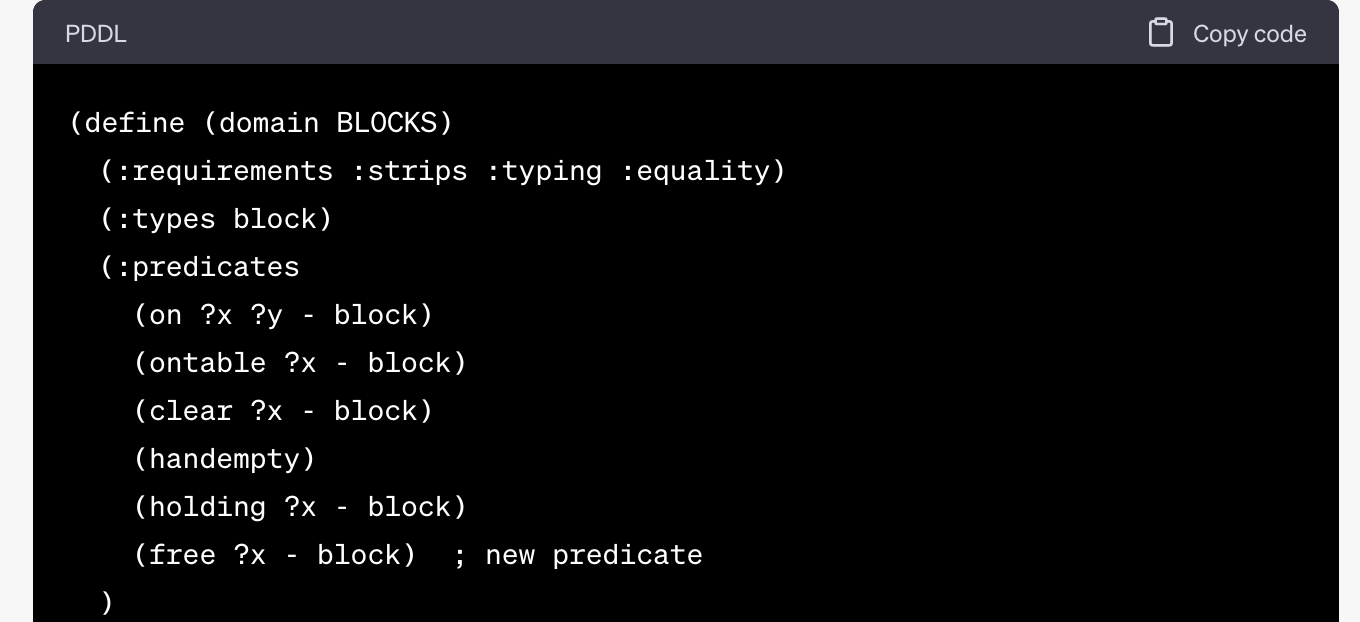 PDDL
Copy code
(define (domain BLOCKS)
  (:requirements :strips :typing :equality)
  (:types block)
  (:predicates
    (on ?x ?y - block)
    (ontable ?x - block)
    (clear ?x - block)
    (handempty)
    (holding ?x - block)
    (free ?x - block)  ; new predicate
  )